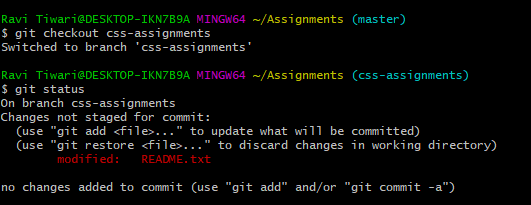 Ravi Tiwari@DESKTOP-IKN7B9A MINGW64 ~/Assignments (master)
$ git checkout css-assignments
Switched to branch 'css-assignments'
Ravi Tiwari@DESKTOP-IKN7B9A MINGW64 ~/Assignments (css-assignments)
$ git status
On branch css-assignments
Changes not staged for commit:
  (use "git add <file>..." to update what will be committed)
  (use "git restore <file>..." to discard changes in working directory)
        modified:   README.txt
no changes added to commit (use "git add" and/or "git commit -a")